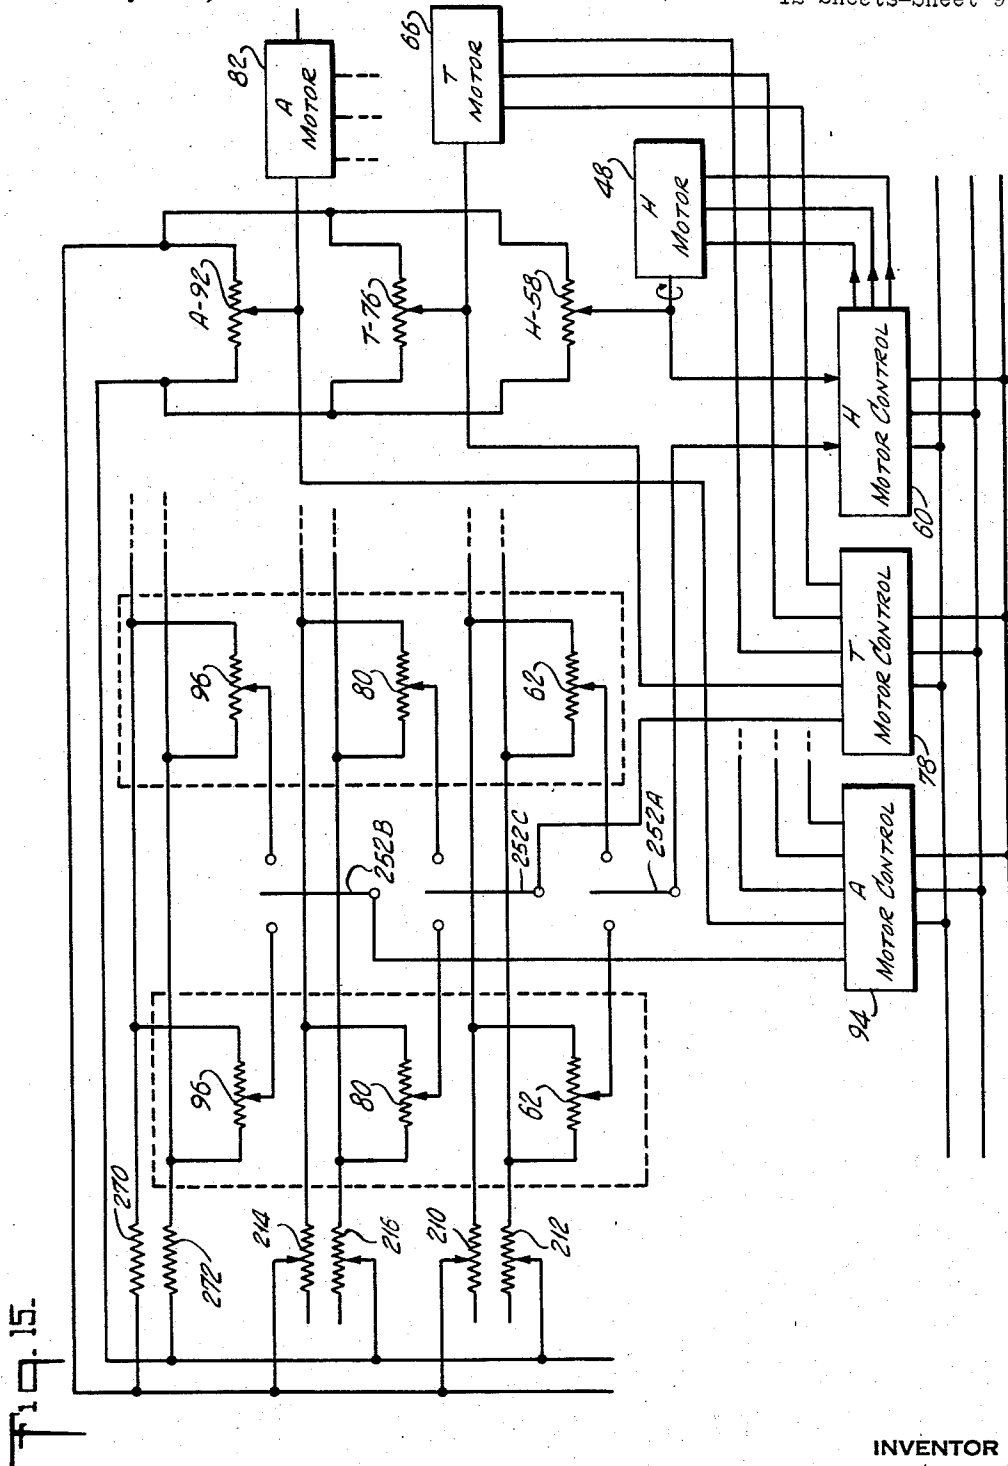 12 Sheets-Sheet 9
Fig. 15.
82
A
MOTOR
66
T
MOTOR
48
H
MOTOR
A-92
T-76
H-58
96
80
62
252B
252C
252A
96
80
62
270
272
214
216
210
212
H
MOTOR CONTROL
60
T
MOTOR CONTROL
78
A
MOTOR CONTROL
94
INVENTOR